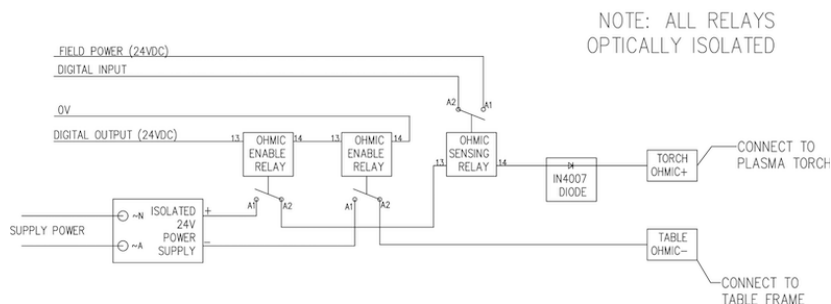 NOTE: ALL RELAYS
OPTICALLY ISOLATED
FIELD POWER (24VDC)
DIGITAL INPUT
A2
A1
0V
DIGITAL OUTPUT (24VDC)
13
OHMIC
ENABLE
RELAY
14
13
OHMIC
ENABLE
RELAY
14
13
OHMIC
SENSING
RELAY
14
IN4007
DIODE
TORCH
OHMIC+
CONNECT TO
PLASMA TORCH
A1
A2
A1
A2
SUPPLY POWER
~N
~A
ISOLATED
24V
POWER
SUPPLY
+
-
TABLE
OHMIC-
CONNECT TO
TABLE FRAME